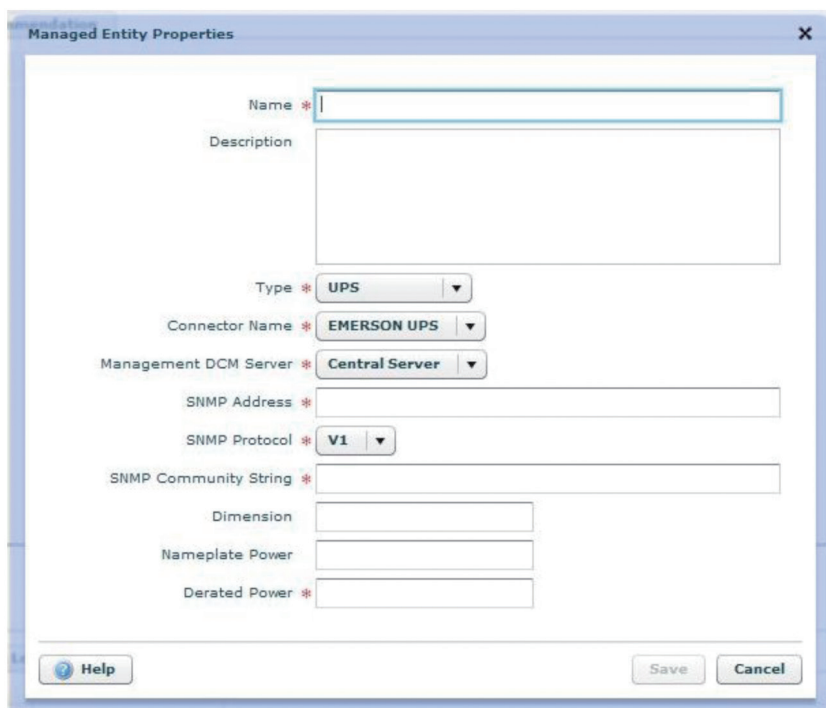 mendation
Managed Entity Properties
Name *
Description
Type * UPS
Connector Name * EMERSON UPS
Management DCM Server * Central Server
SNMP Address *
SNMP Protocol * V1
SNMP Community String *
Dimension
Nameplate Power
Derated Power *
Help Save Cancel